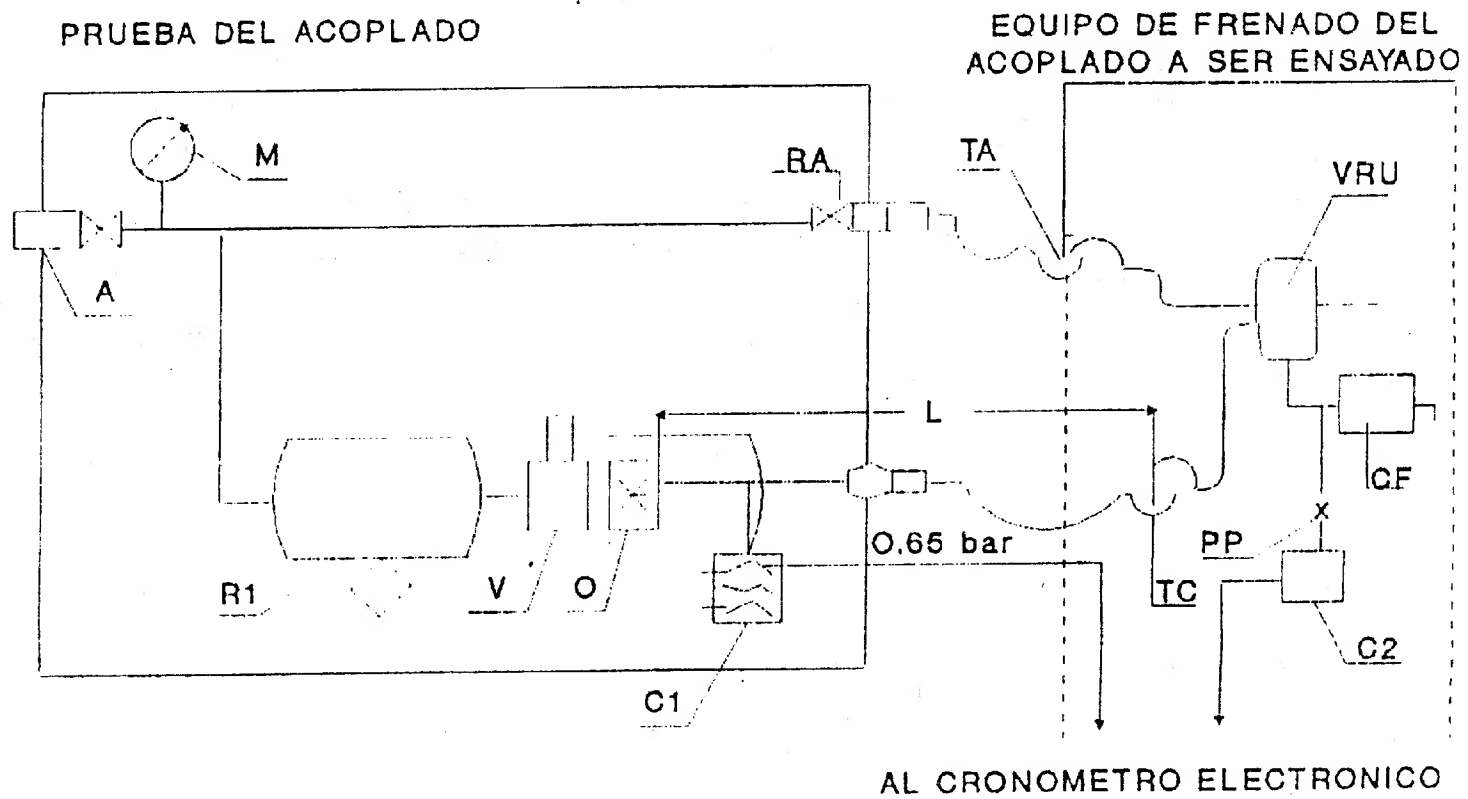 PRUEBA DEL ACOPLADO
EQUIPO DE FRENADO DEL
ACOPLADO A SER ENSAYADO
M
RA
TA
VRU
A
L
CF
0.65 bar
PP
R1
V
O
TC
C2
C1
X
AL CRONOMETRO ELECTRONICO